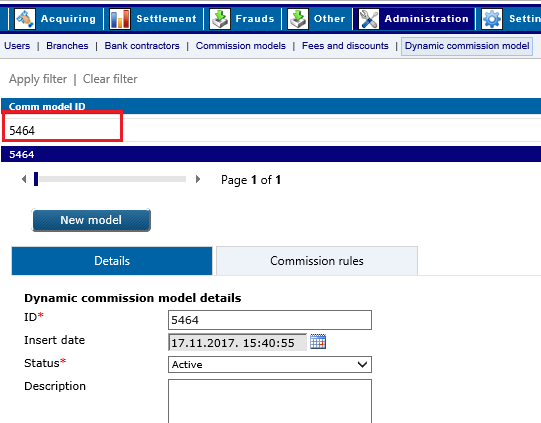 Acquiring Settlement Frauds Other Administration Settin
Users | Branches | Bank contractors | Commission models | Fees and discounts | Dynamic commission model
Apply filter | Clear filter
Comm model ID
5464
5464
Page 1 of 1
New model
Details Commission rules
Dynamic commission model details
ID* 5464
Insert date 17.11.2017. 15:40:55
Status* Active
Description